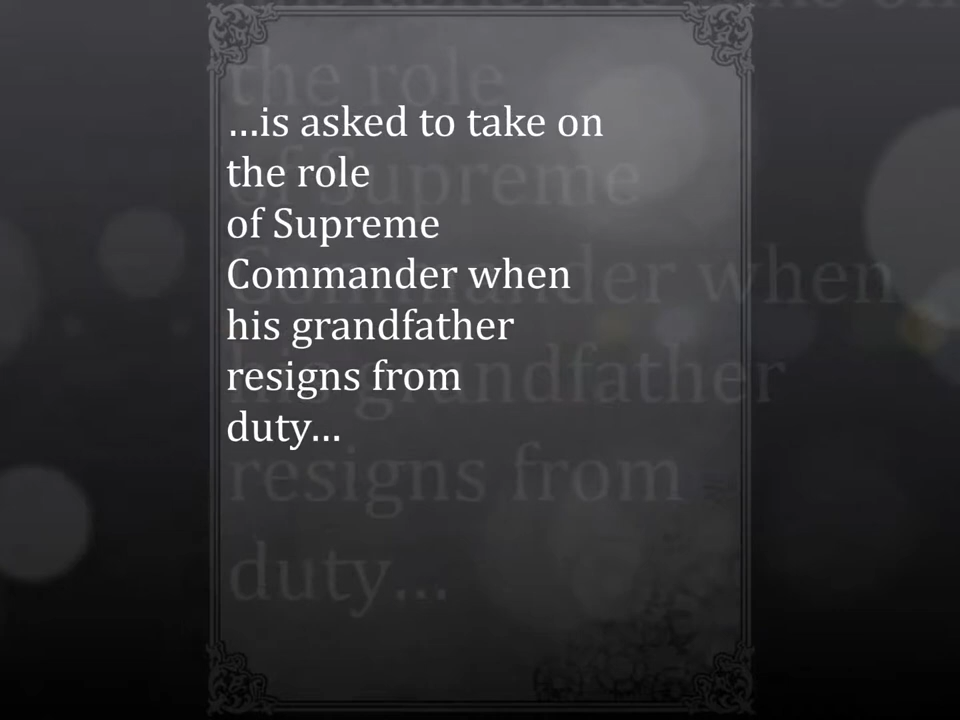 …is asked to take on
the role
of Supreme
Commander when
his grandfather
resigns from
duty…